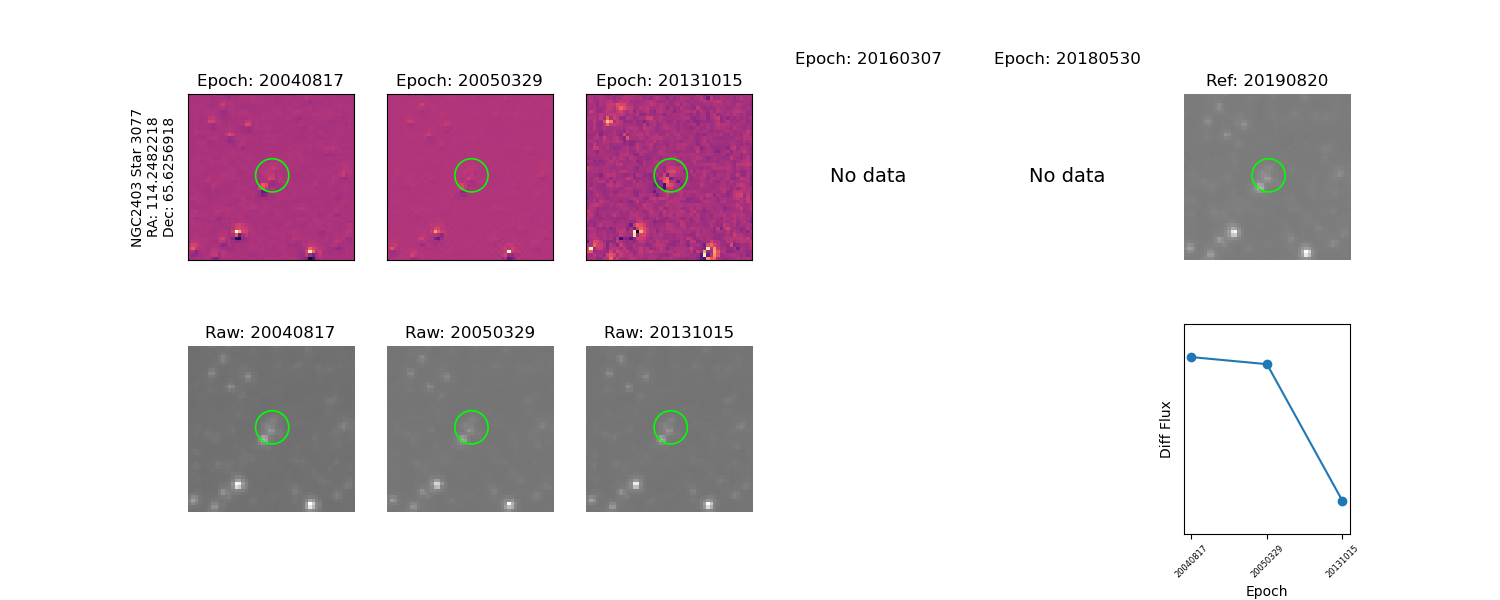 Epoch: 20040817
Epoch: 20050329
Epoch: 20131015
Epoch: 20160307
Epoch: 20180530
Ref: 20190820
NGC2403 Star 3077
RA: 114.2482218
Dec: 65.6256918
No data
No data
Raw: 20040817
Raw: 20050329
Raw: 20131015
Diff Flux
20040817
20050329
20131015
Epoch